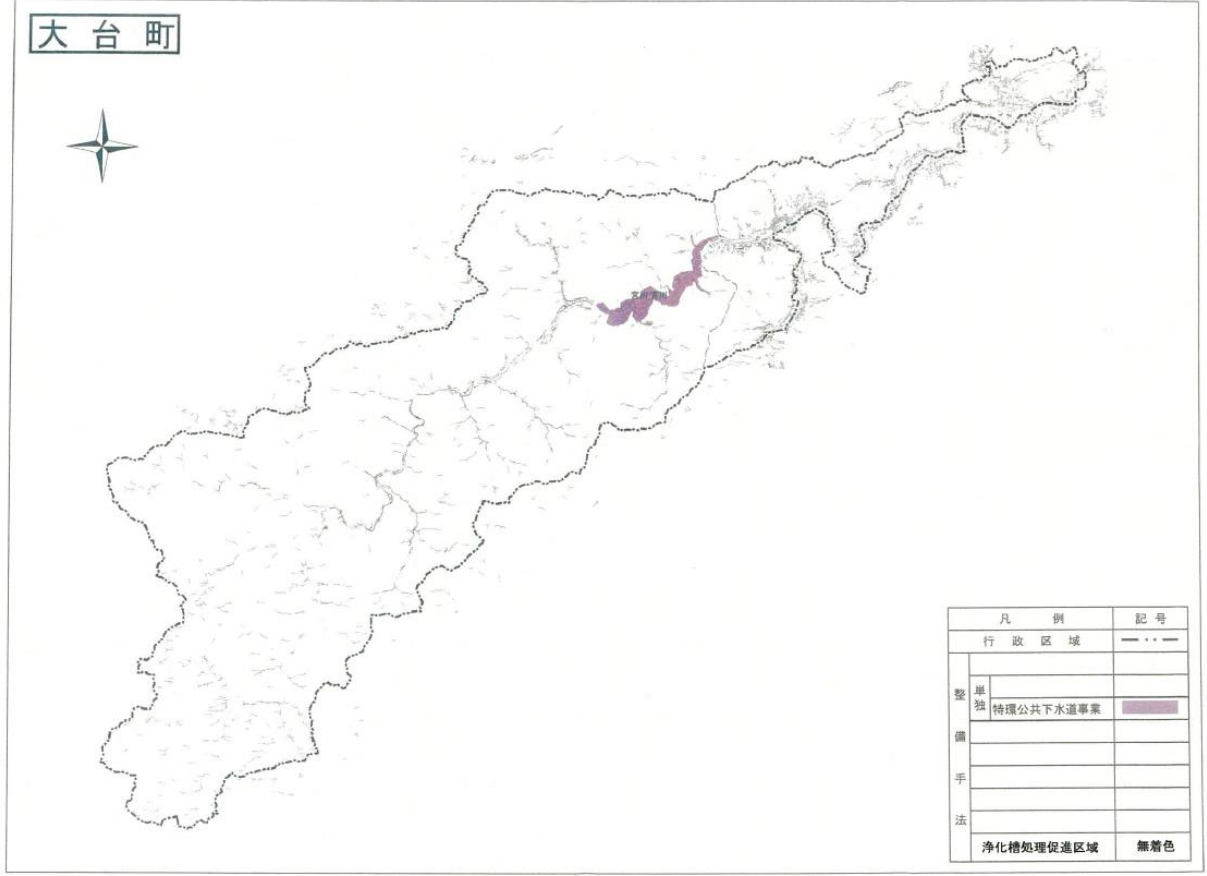 大台町
凡例 記号
行政区域
整備手法
単独
特環公共下水道事業
浄化槽処理促進区域 無着色